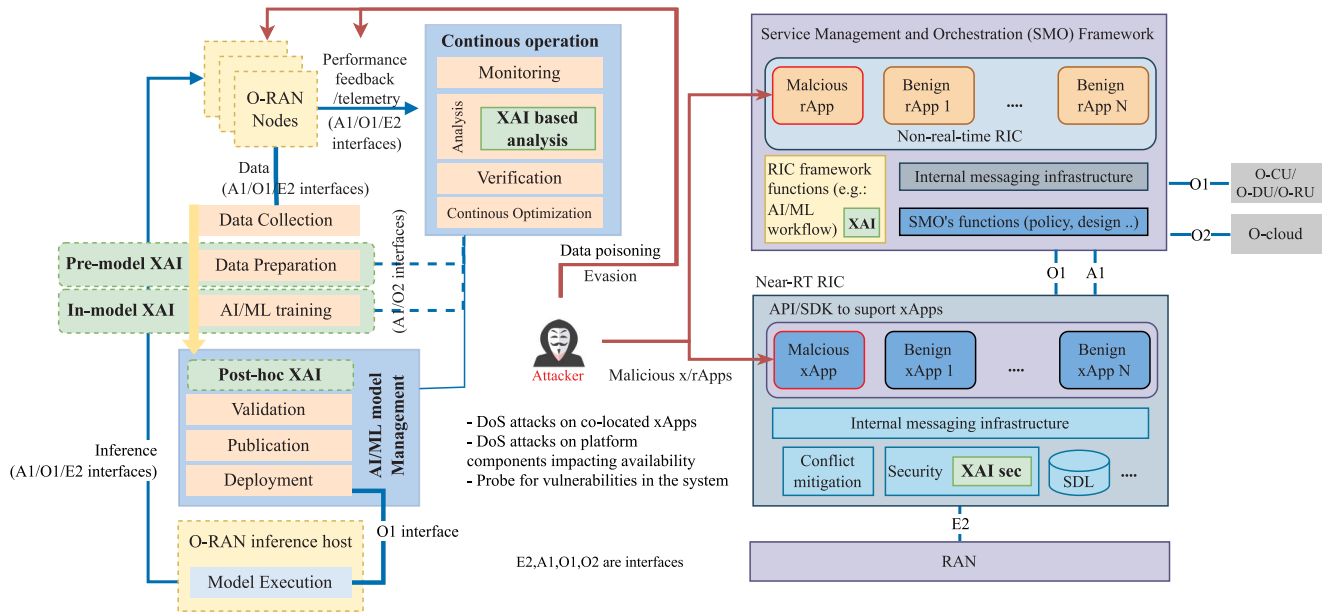 O-RAN
Nodes
Performance
feedback
/telemetry
(A1/O1/E2
interfaces)
Data
(A1/O1/E2 interfaces)
Continous operation
Monitoring
Analysis
XAI based
analysis
Verification
Continous Optimization
Data Collection
Pre-model XAI
Data Preparation
In-model XAI
AI/ML training
(A1/O2 interfaces)
Post-hoc XAI
Validation
Publication
Deployment
AI/ML model
Management
Inference
(A1/O1/E2 interfaces)
O1 interface
O-RAN inference host
Model Execution
Data poisoning
Evasion
Attacker
Malicious x/rApps
- DoS attacks on co-located xApps
- DoS attacks on platform
components impacting availability
- Probe for vulnerabilities in the system
E2,A1,O1,O2 are interfaces
Service Management and Orchestration (SMO) Framework
Malcious
rApp
Benign
rApp 1
....
Benign
rApp N
Non-real-time RIC
RIC framework
functions (e.g.:
AI/ML
workflow)
XAI
Internal messaging infrastructure
SMO's functions (policy, design ..)
O1
O-CU/
O-DU/O-RU
O2
O-cloud
O1
A1
Near-RT RIC
API/SDK to suport xApps
Malcious
xApp
Benign
xApp 1
....
Benign
xApp N
Internal messaging infrastructure
Conflict
mitigation
Security
XAI sec
SDL
....
E2
RAN